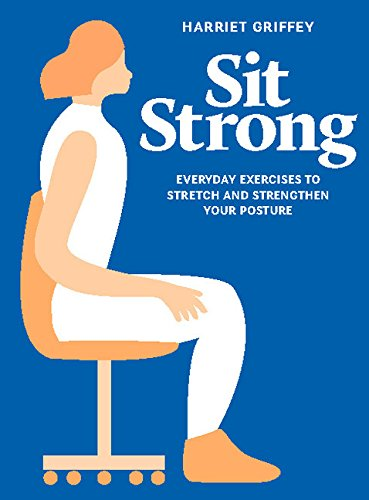 HARRIET GRIFFEY
Sit
Strong
EVERYDAY EXERCISES TO
STRETCH AND STRENGTHEN
YOUR POSTURE